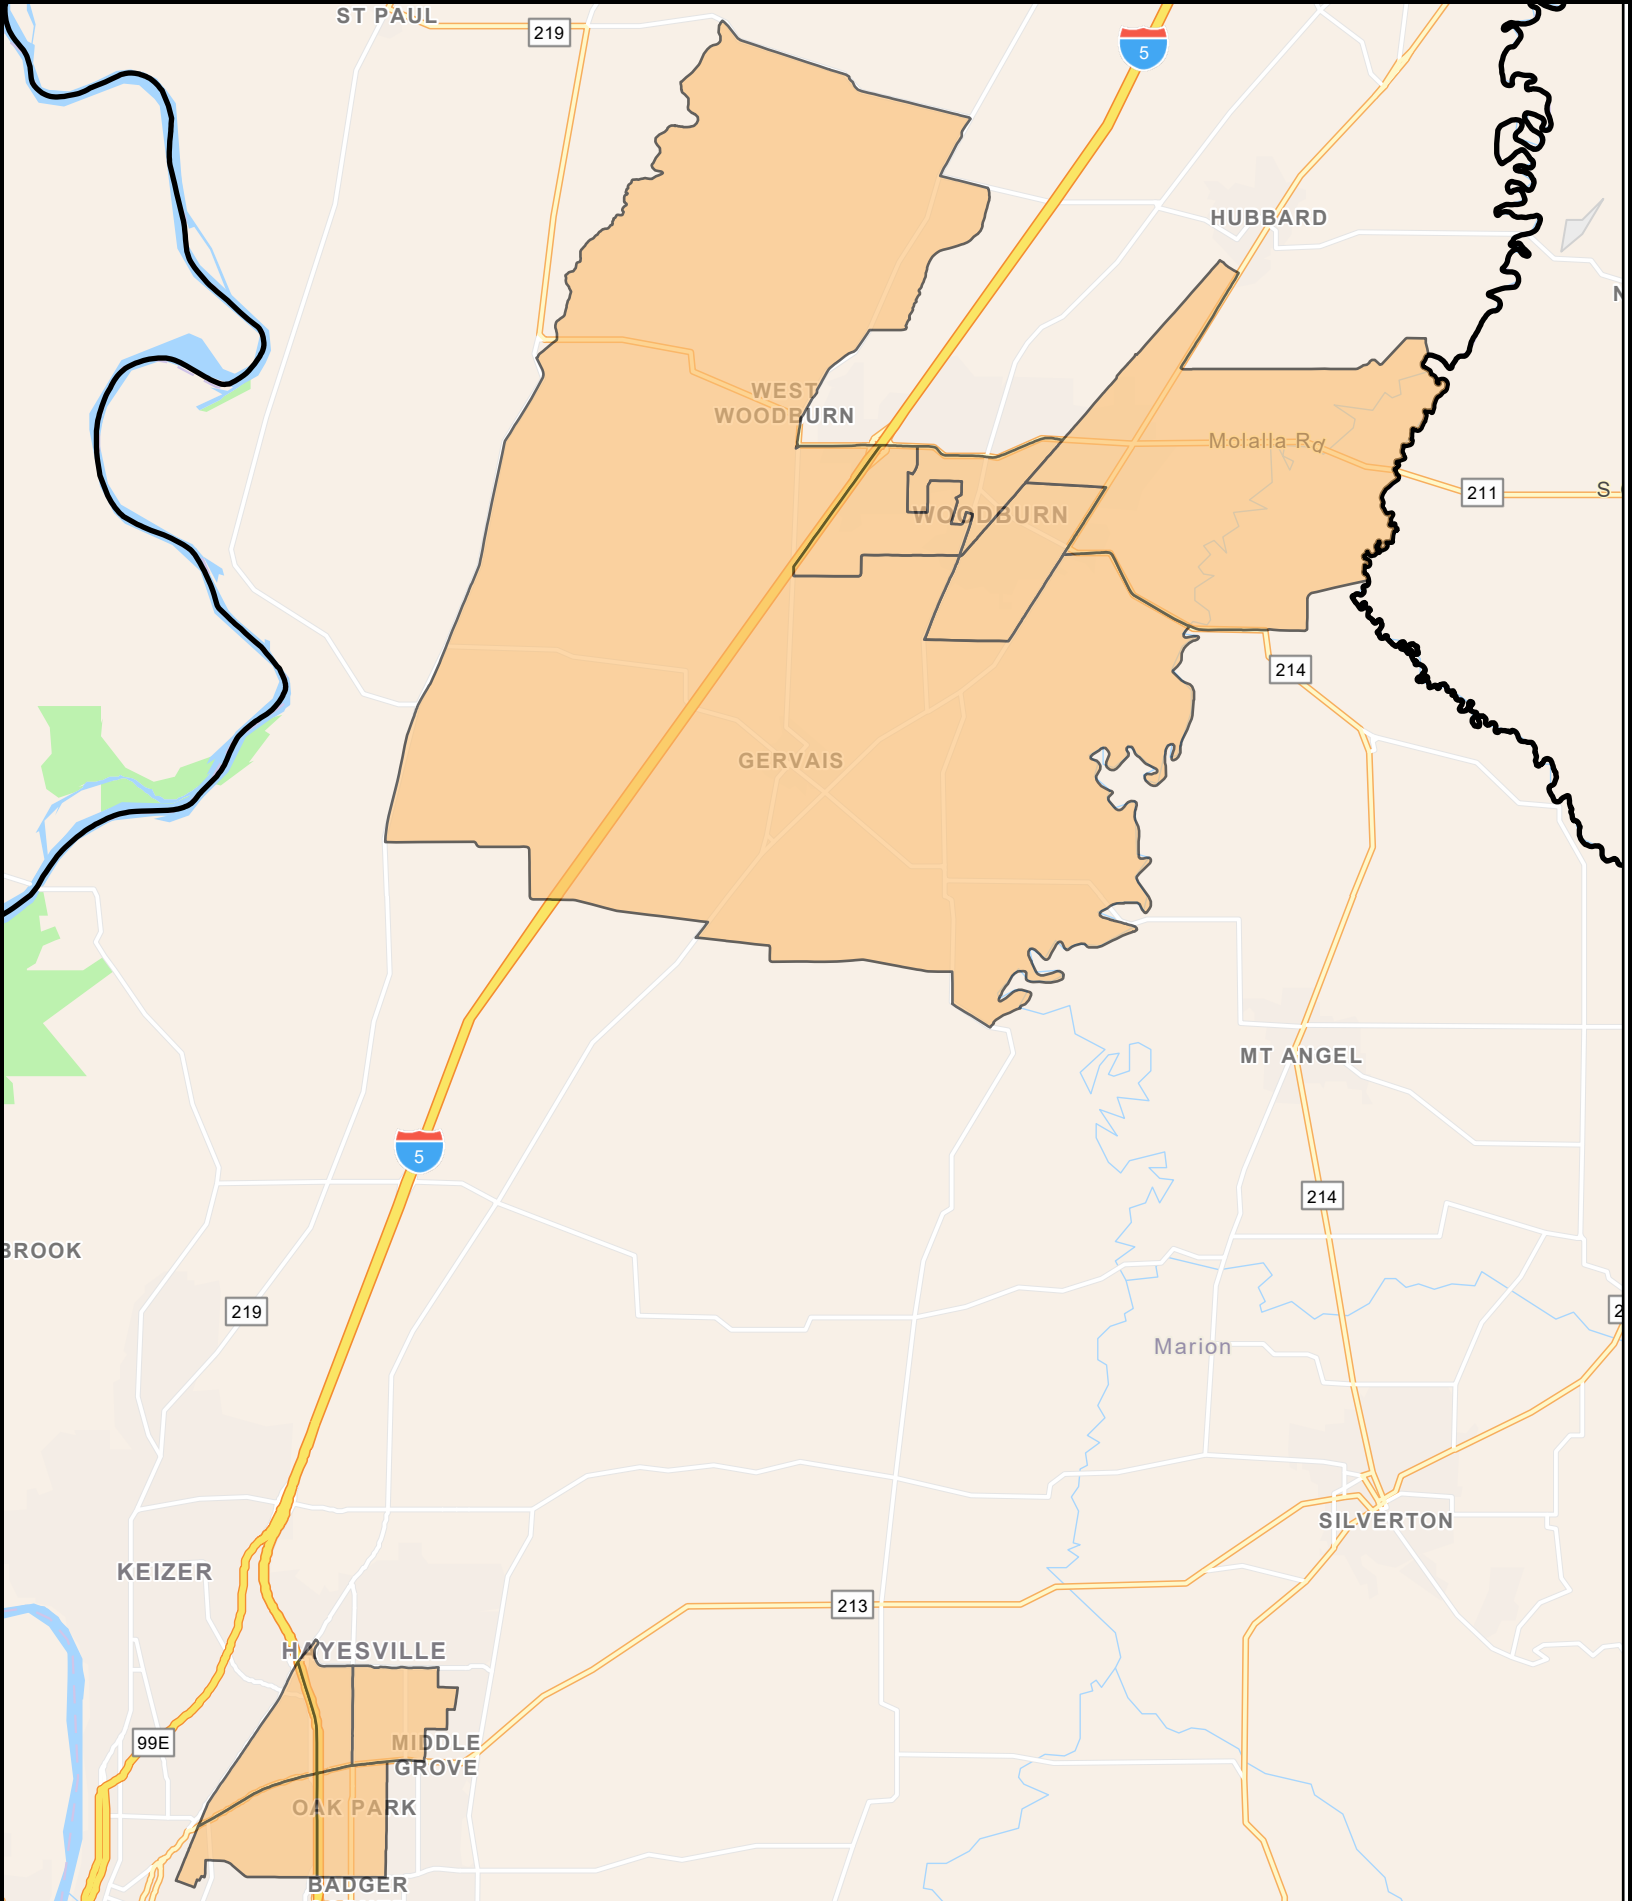 ST PAUL
219
5
HUBBARD
N
WEST
WOODBURN
Molalla Rd
211
S
WOODBURN
214
GERVAIS
MT ANGEL
5
214
BROOK
219
2
Marion
SILVERTON
KEIZER
213
HAYESVILLE
99E
MIDDLE
GROVE
OAK PARK
BADGER